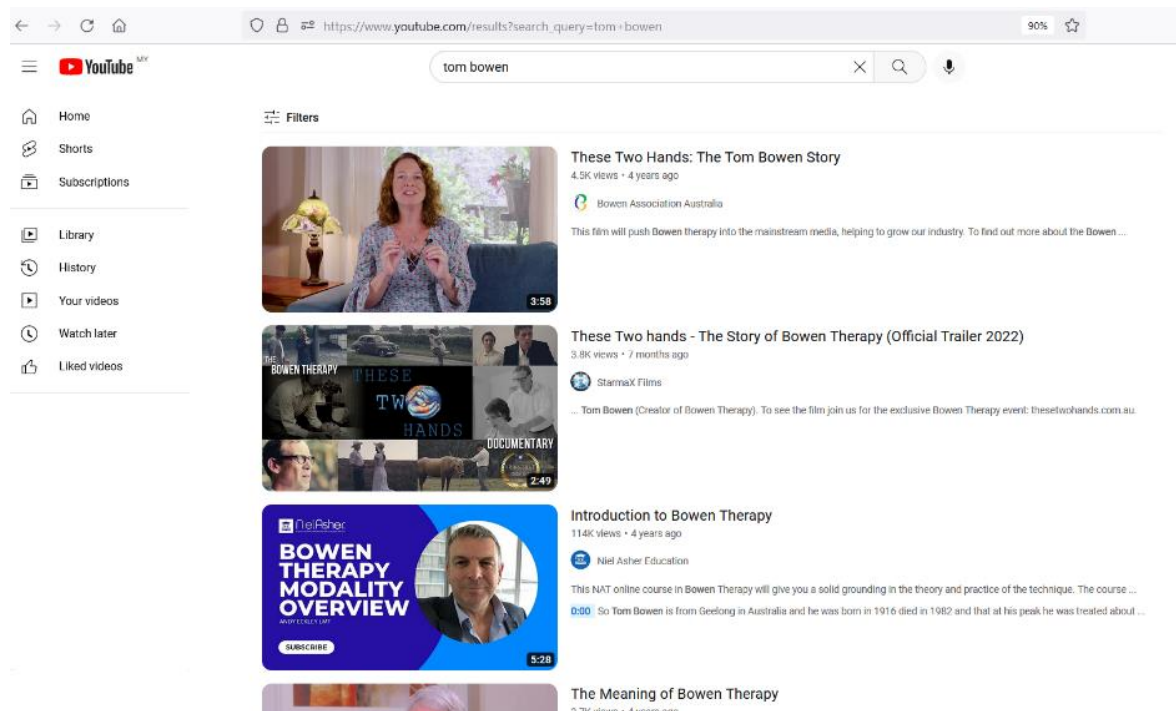 https://www.youtube.com/results?search_query=tom+bowen
90%
YouTube MY
tom bowen
Home
Shorts
Subscriptions
Library
History
Your videos
Watch later
Liked videos
Filters
3:58
These Two Hands: The Tom Bowen Story
4.5K views • 4 years ago
Bowen Association Australia
This film will push Bowen therapy into the mainstream media, helping to grow our industry. To find out more about the Bowen ...
THE
BOWEN THERAPY
THESE
TW
HANDS
DOCUMENTARY
2:49
These Two hands - The Story of Bowen Therapy (Official Trailer 2022)
3.8K views • 7 months ago
StarmaX Films
... Tom Bowen (Creator of Bowen Therapy). To see the film join us for the exclusive Bowen Therapy event: thesetwohands.com.au.
NielAsher
BOWEN
THERAPY
MODALITY
OVERVIEW
ANDY ECKLEY LMT
SUBSCRIBE
5:28
Introduction to Bowen Therapy
114K views • 4 years ago
Niel Asher Education
This NAT online course in Bowen Therapy will give you a solid grounding in the theory and practice of the technique. The course ...
0:00 So Tom Bowen is from Geelong in Australia and he was born in 1916 died in 1982 and that at his peak he was treated about ...
The Meaning of Bowen Therapy
views • 4 years ago